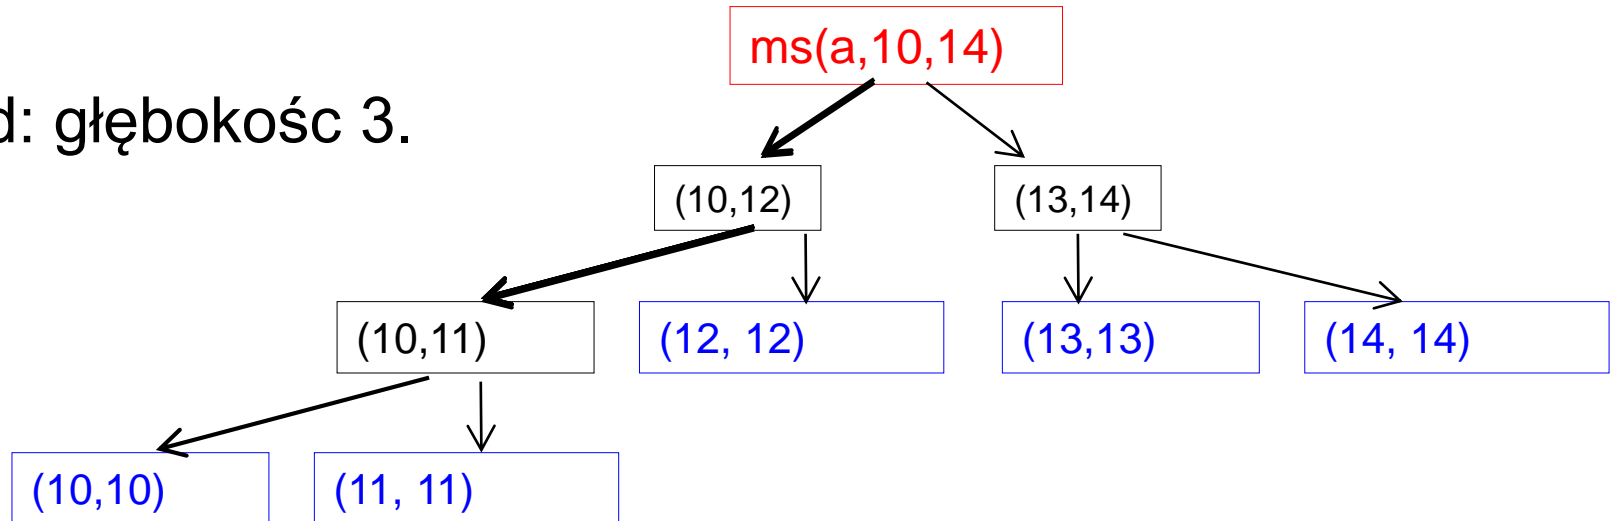 ms(a,10,14)
d: głębokośc 3.
(10,12) (13,14)
(10,11) (12, 12) (13,13) (14, 14)
(10,10) (11, 11)